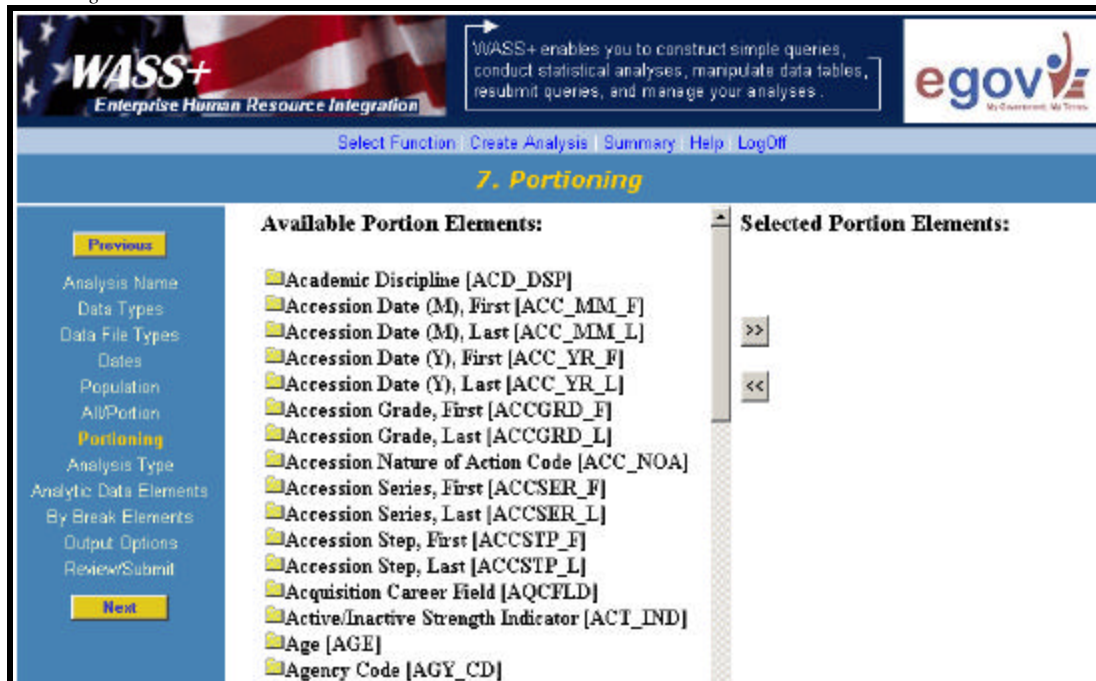 WASS+
Enterprise Human Resource Integration
WASS+ enables you to construct simple queries,
conduct statistical analyses, manipulate data tables,
resubmit queries, and manage your analyses .
egov
My Government. My Terms.
Select Function | Create Analysis | Summary | Help | LogOff
7. Portioning
Previous
Analysis Name
Data Types
Data File Types
Dates
Population
All/Portion
Portioning
Analysis Type
Analytic Data Elements
By Break Elements
Output Options
Review/Submit
Next
Available Portion Elements:
Academic Discipline [ACD_DSP]
Accession Date (M), First [ACC_MM_F]
Accession Date (M), Last [ACC_MM_L]
Accession Date (Y), First [ACC_YR_F]
Accession Date (Y), Last [ACC_YR_L]
Accession Grade, First [ACCGRD_F]
Accession Grade, Last [ACCGRD_L]
Accession Nature of Action Code [ACC_NOA]
Accession Series, First [ACCSER_F]
Accession Series, Last [ACCSER_L]
Accession Step, First [ACCSTP_F]
Accession Step, Last [ACCSTP_L]
Acquisition Career Field [AQCFLD]
Active/Inactive Strength Indicator [ACT_IND]
Age [AGE]
Agency Code [AGY_CD]
>>
<<
Selected Portion Elements: